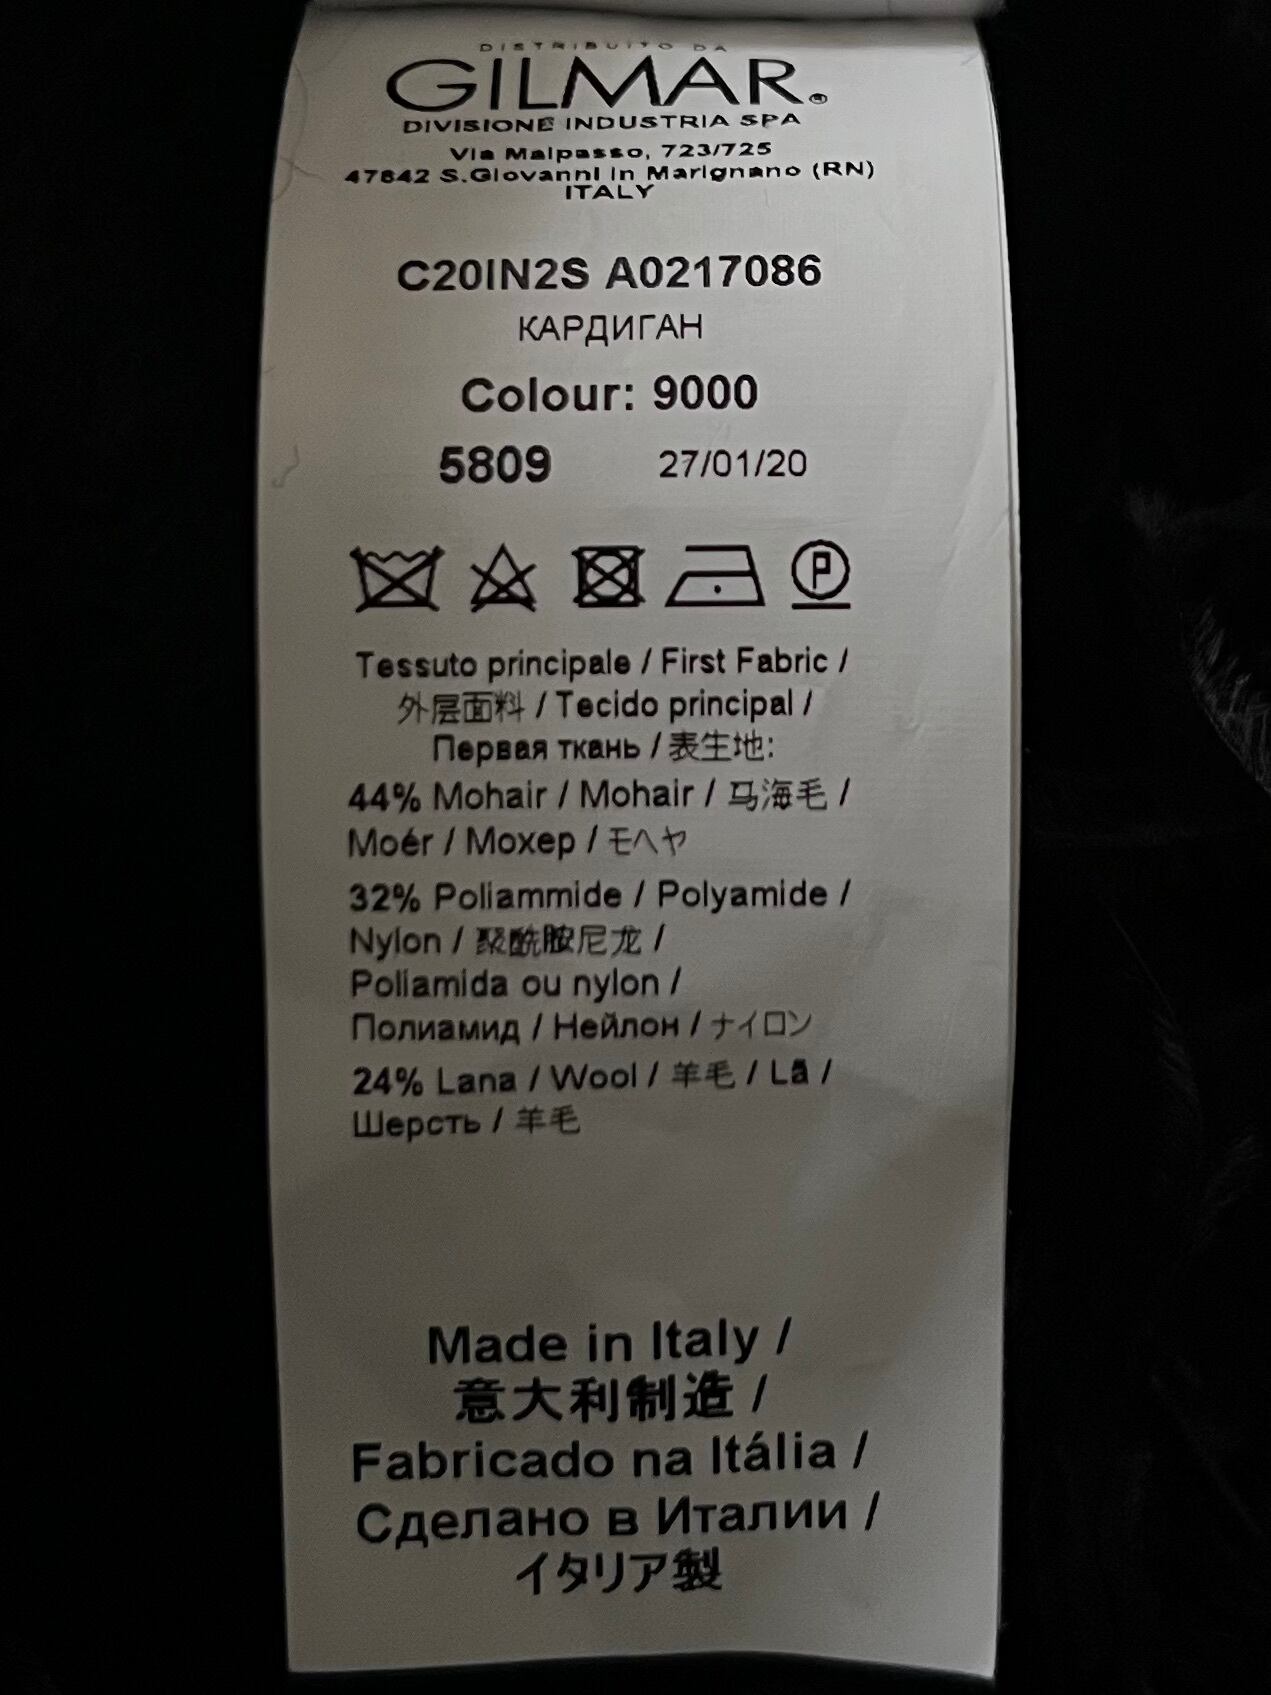 DISTRIBUITO DA
GILMAR®
DIVISIONE INDUSTRIA SPA
Via Malpasso, 723/725
47842 S.Giovanni in Marignano (RN)
ITALY
C20IN2S A0217086
КАРДИГАН
Colour: 9000
5809 27/01/20
P
Tessuto principale / First Fabric /
外层面料 / Tecido principal /
Первая ткань / 表生地:
44% Mohair / Mohair / 马海毛 /
Moér / Мохер / モヘヤ
32% Poliammide / Polyamide /
Nylon / 聚酰胺尼龙 /
Poliamida ou nylon /
Полиамид / Нейлон / ナイロン
24% Lana / Wool / 羊毛 / Lã /
Шерсть / 羊毛
Made in Italy /
意大利制造 /
Fabricado na Itália /
Сделано в Италии /
イタリア製